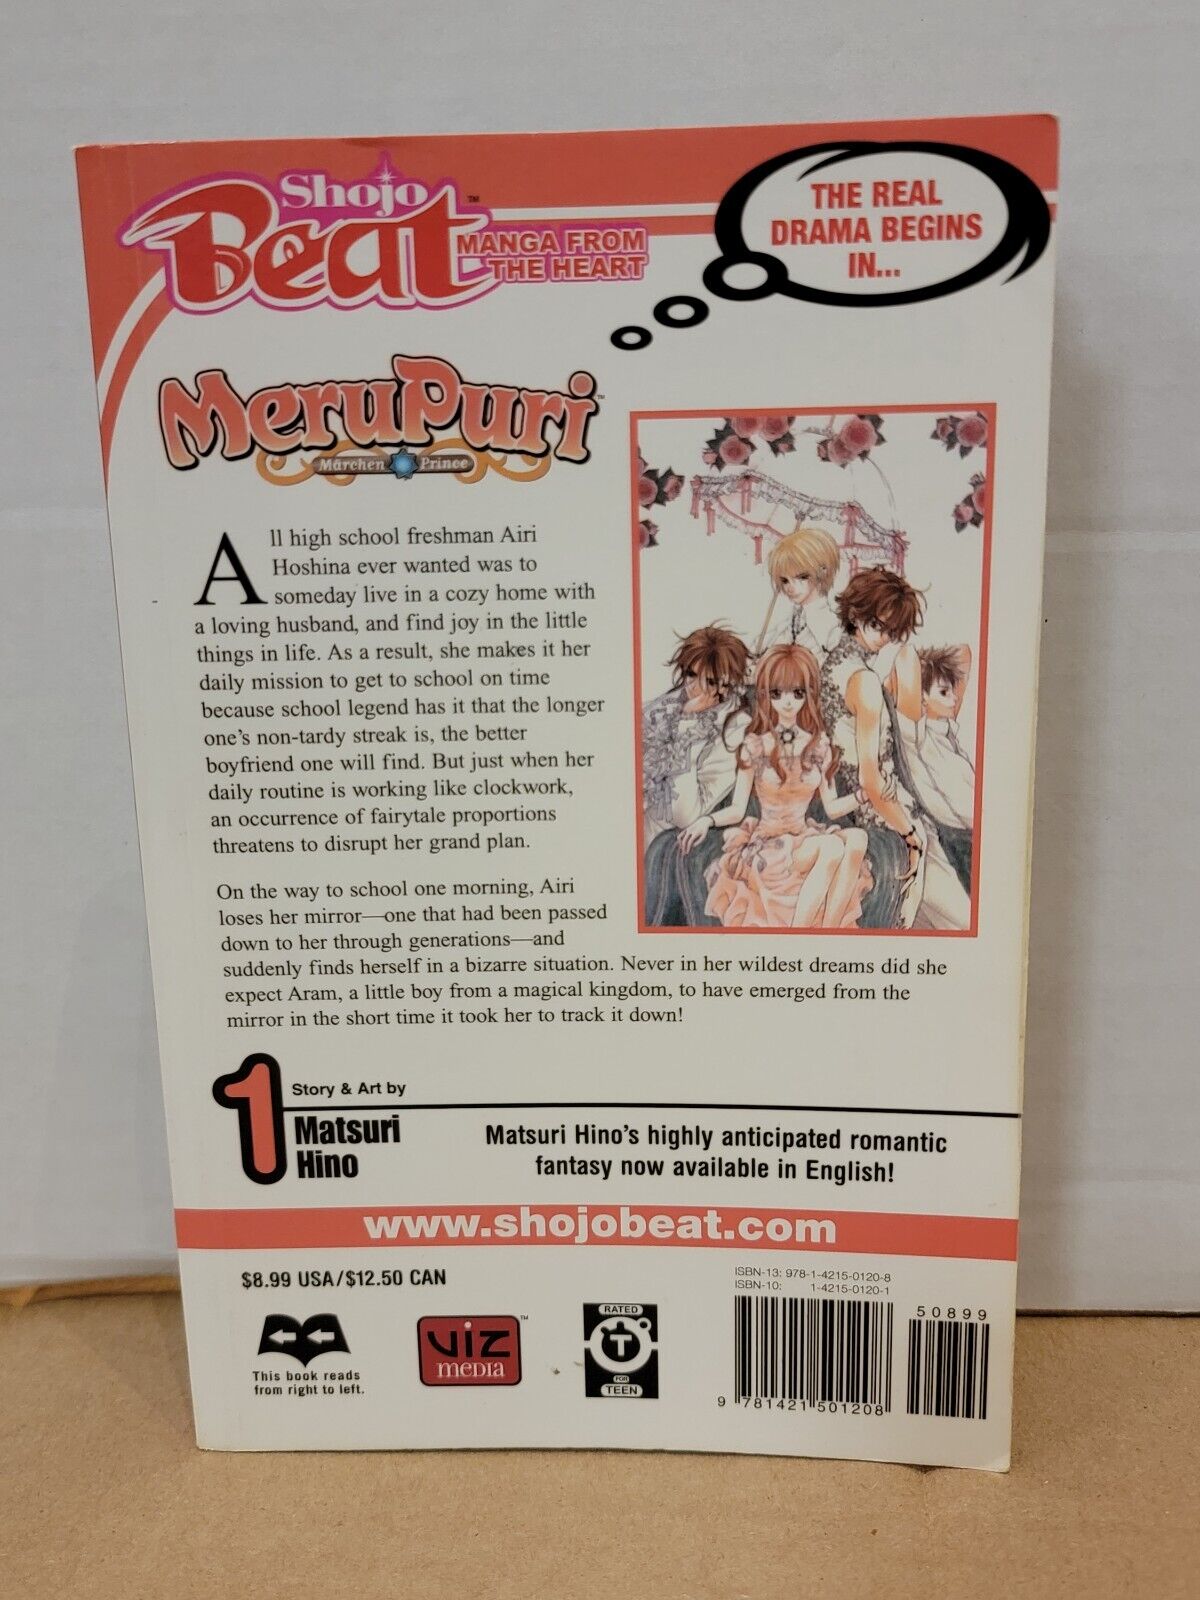 Shojo
Beat™
MANGA FROM
THE HEART
THE REAL
DRAMA BEGINS
IN...
MeruPuri™
Märchen Prince
All high school freshman Airi
Hoshina ever wanted was to
someday live in a cozy home with
a loving husband, and find joy in the little
things in life. As a result, she makes it her
daily mission to get to school on time
because school legend has it that the longer
one's non-tardy streak is, the better
boyfriend one will find. But just when her
daily routine is working like clockwork,
an occurrence of fairytale proportions
threatens to disrupt her grand plan.
On the way to school one morning, Airi
loses her mirror—one that had been passed
down to her through generations—and
suddenly finds herself in a bizarre situation. Never in her wildest dreams did she
expect Aram, a little boy from a magical kingdom, to have emerged from the
mirror in the short time it took her to track it down!
1
Story & Art by
Matsuri
Hino
Matsuri Hino's highly anticipated romantic
fantasy now available in English!
www.shojobeat.com
$8.99 USA/$12.50 CAN
This book reads
from right to left.
VIZ™
MEDIA
RATED
T
FOR
TEEN
ISBN-13: 978-1-4215-0120-8
ISBN-10: 1-4215-0120-1
50899
9 781421 501208